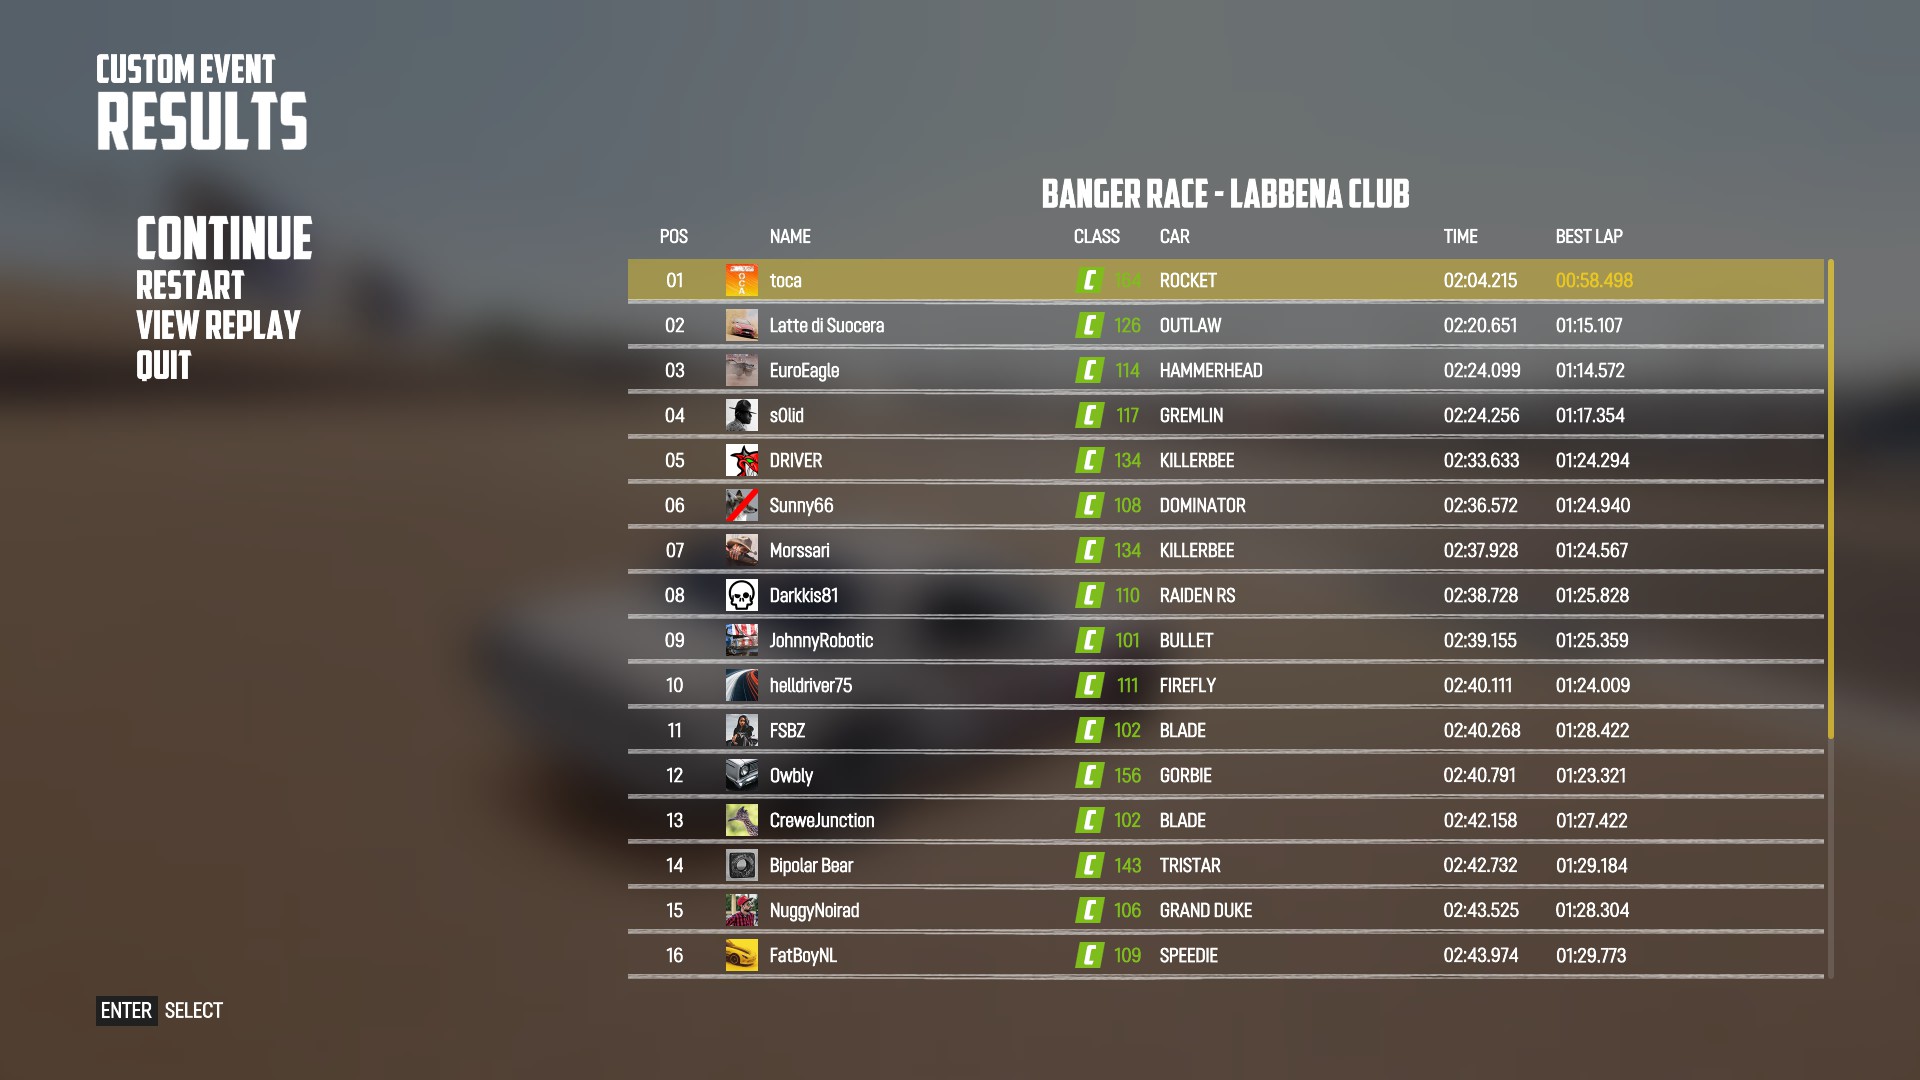 CUSTOM EVENT
RESULTS
CONTINUE
RESTART
VIEW REPLAY
QUIT
BANGER RACE - LABBENA CLUB
POS NAME CLASS CAR TIME BEST LAP
01 toca C 164 ROCKET 02:04.215 00:58.498
02 Latte di Suocera C 126 OUTLAW 02:20.651 01:15.107
03 EuroEagle C 114 HAMMERHEAD 02:24.099 01:14.572
04 s0lid C 117 GREMLIN 02:24.256 01:17.354
05 DRIVER C 134 KILLERBEE 02:33.633 01:24.294
06 Sunny66 C 108 DOMINATOR 02:36.572 01:24.940
07 Morssari C 134 KILLERBEE 02:37.928 01:24.567
08 Darkkis81 C 110 RAIDEN RS 02:38.728 01:25.828
09 JohnnyRobotic C 101 BULLET 02:39.155 01:25.359
10 helldriver75 C 111 FIREFLY 02:40.111 01:24.009
11 FSBZ C 102 BLADE 02:40.268 01:28.422
12 Owbly C 156 GORBIE 02:40.791 01:23.321
13 CreweJunction C 102 BLADE 02:42.158 01:27.422
14 Bipolar Bear C 143 TRISTAR 02:42.732 01:29.184
15 NuggyNoirad C 106 GRAND DUKE 02:43.525 01:28.304
16 FatBoyNL C 109 SPEEDIE 02:43.974 01:29.773
ENTER SELECT